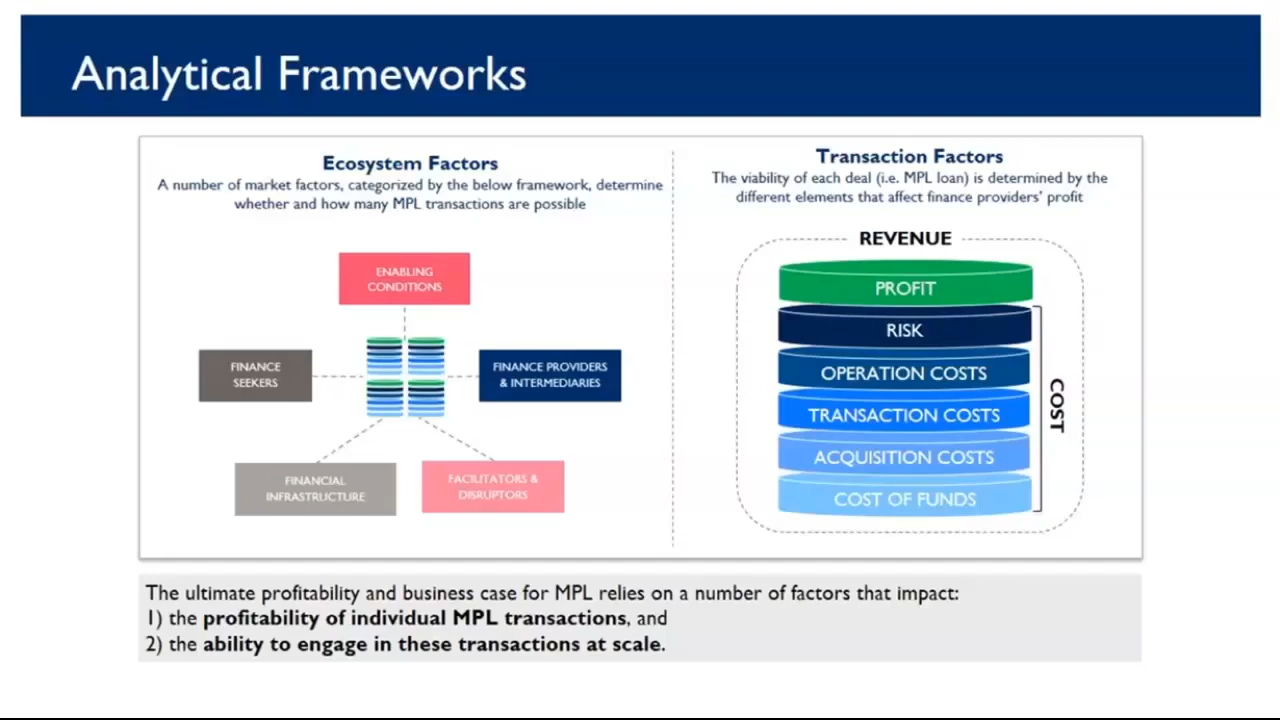 Analytical Frameworks
Ecosystem Factors
A number of market factors, categorized by the below framework, determine
whether and how many MPL transactions are possible
ENABLING
CONDITIONS
FINANCE
SEEKERS
FINANCE PROVIDERS
& INTERMEDIARIES
FINANCIAL
INFRASTRUCTURE
FACILITATORS &
DISRUPTORS
Transaction Factors
The viability of each deal (i.e. MPL loan) is determined by the
different elements that affect finance providers' profit
REVENUE
PROFIT
RISK
OPERATION COSTS
TRANSACTION COSTS
ACQUISITION COSTS
COST OF FUNDS
COST
The ultimate profitability and business case for MPL relies on a number of factors that impact:
1) the profitability of individual MPL transactions, and
2) the ability to engage in these transactions at scale.